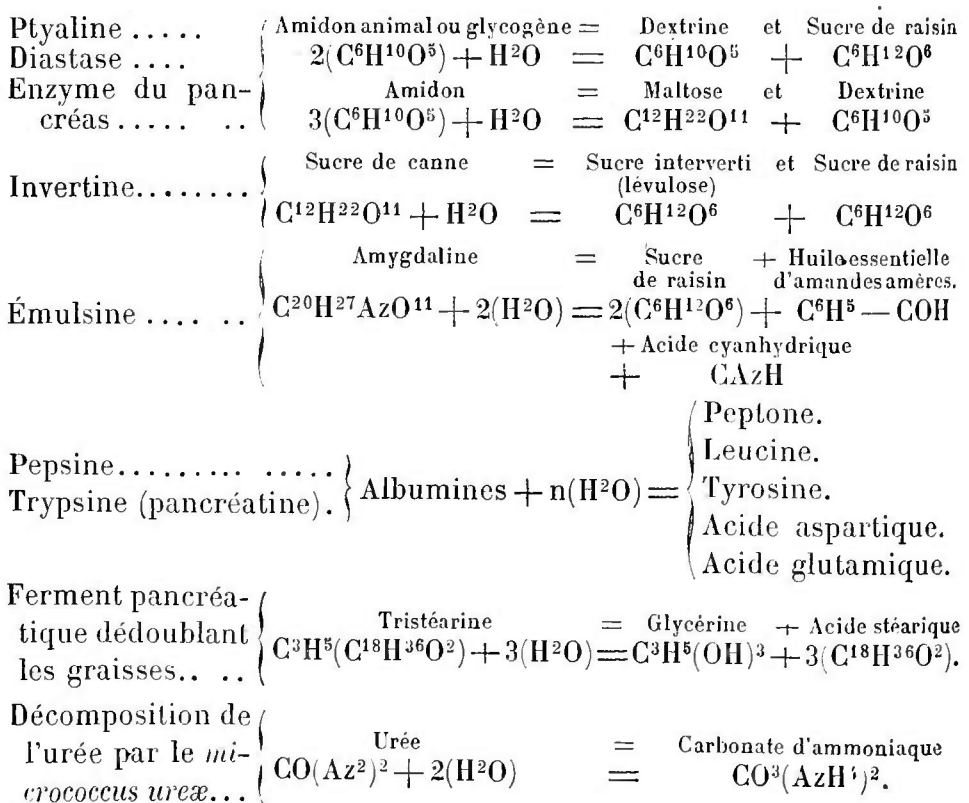 Ptyaline ..... Amidon animal ou glycogène = Dextrine et Sucre de raisin
Diastase .... 2(C⁶H¹⁰O⁵) + H²O = C⁶H¹⁰O⁵ + C⁶H¹²O⁶
Enzyme du pan- Amidon = Maltose et Dextrine
créas ..... .. 3(C⁶H¹⁰O⁵) + H²O = C¹²H²²O¹¹ + C⁶H¹⁰O⁵
Sucre de canne = Sucre interverti et Sucre de raisin
Invertine........ (lévulose)
C¹²H²²O¹¹ + H²O = C⁶H¹²O⁶ + C⁶H¹²O⁶
Amygdaline = Sucre + Huile essentielle
de raisin d'amandes amères.
Émulsine .... .. C²⁰H²⁷AzO¹¹ + 2(H²O) = 2(C⁶H¹²O⁶) + C⁶H⁵ — COH
+ Acide cyanhydrique
+ CAzH
Peptone.
Leucine.
Pepsine......... .....
Trypsine (pancréatine). Albumines + n(H²O) = Tyrosine.
Acide aspartique.
Acide glutamique.
Ferment pancréa-
tique dédoublant Tristéarine = Glycérine + Acide stéarique
les graisses.. .. C³H⁵(C¹⁸H³⁶O²) + 3(H²O) = C³H⁵(OH)³ + 3(C¹⁸H³⁶O²).
Décomposition de
l'urée par le mi- Urée = Carbonate d'ammoniaque
crococcus ureæ... CO(Az²)² + 2(H²O) = CO³(AzH⁴)².